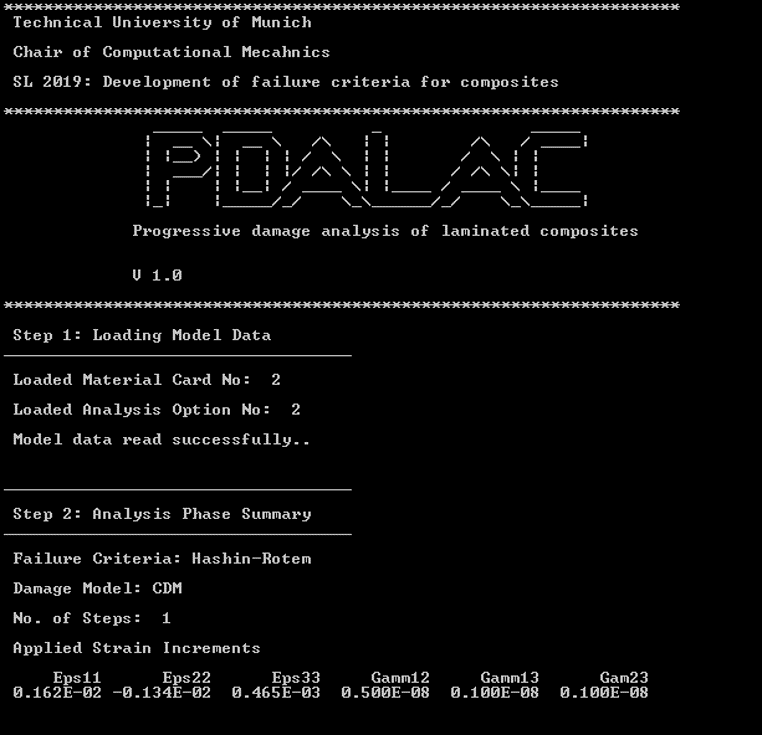 Technical University of Munich
Chair of Computational Mecahnics
SL 2019: Development of failure criteria for composites
PDALAC
Progressive damage analysis of laminated composites
V 1.0
Step 1: Loading Model Data
Loaded Material Card No: 2
Loaded Analysis Option No: 2
Model data read successfully..
Step 2: Analysis Phase Summary
Failure Criteria: Hashin-Rotem
Damage Model: CDM
No. of Steps: 1
Applied Strain Increments
Eps11 Eps22 Eps33 Gamm12 Gamm13 Gam23
0.162E-02 -0.134E-02 0.465E-03 0.500E-08 0.100E-08 0.100E-08